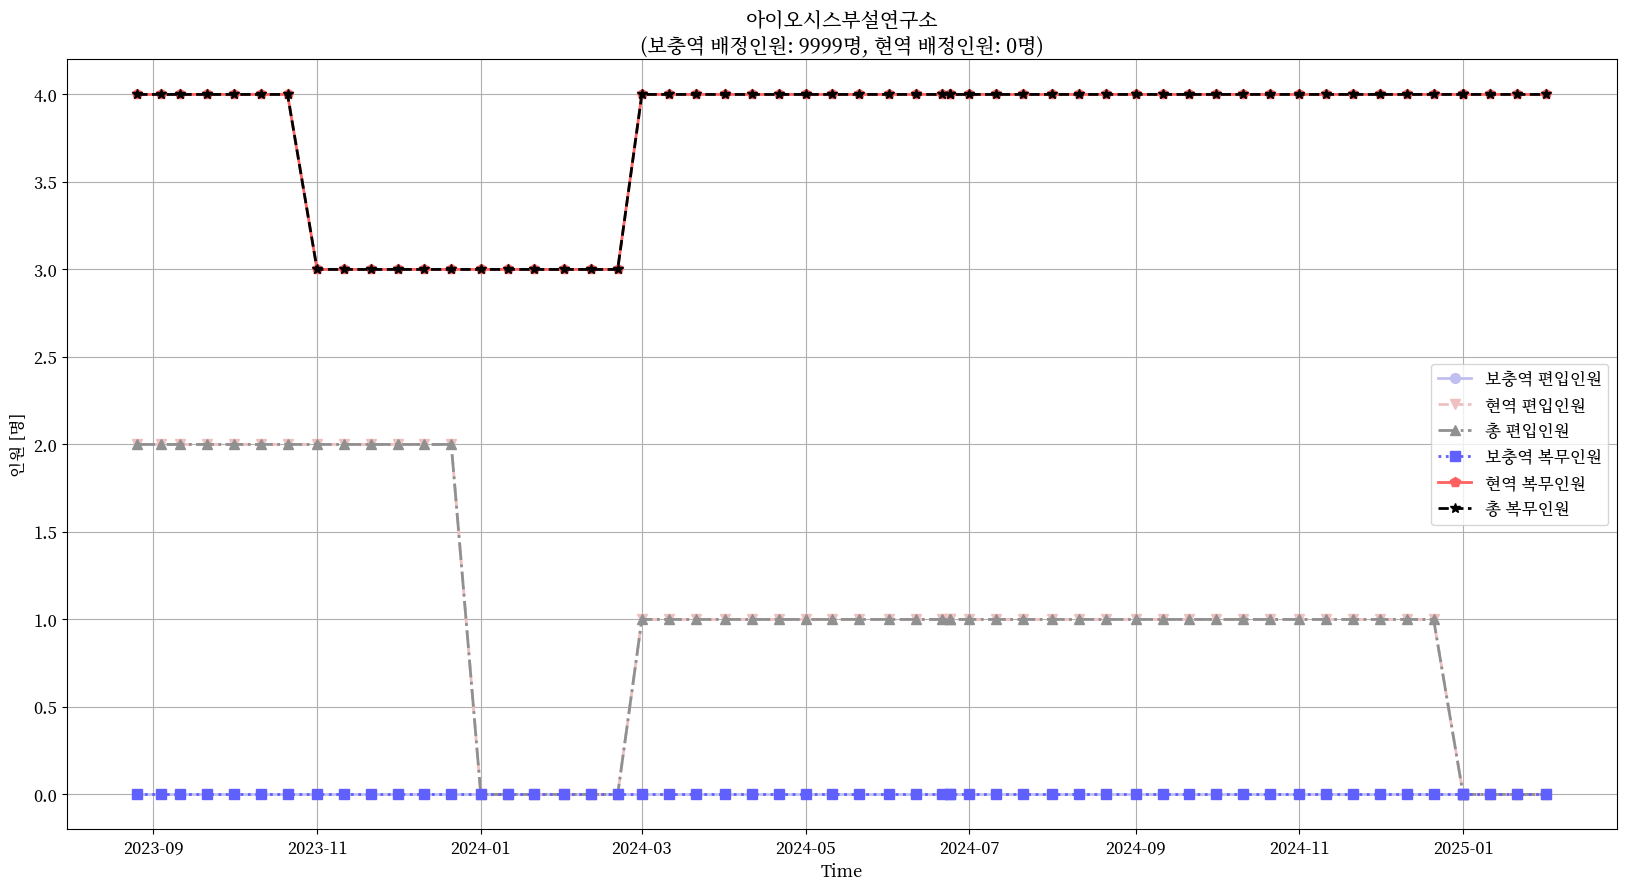 아이오시스부설연구소
(보충역 배정인원: 9999명, 현역 배정인원: 0명)
인원 [명]
4.0
3.5
3.0
2.5
2.0
1.5
1.0
0.5
0.0
보충역 편입인원
현역 편입인원
총 편입인원
보충역 복무인원
현역 복무인원
총 복무인원
2023-09
2023-11
2024-01
2024-03
2024-05
2024-07
2024-09
2024-11
2025-01
Time